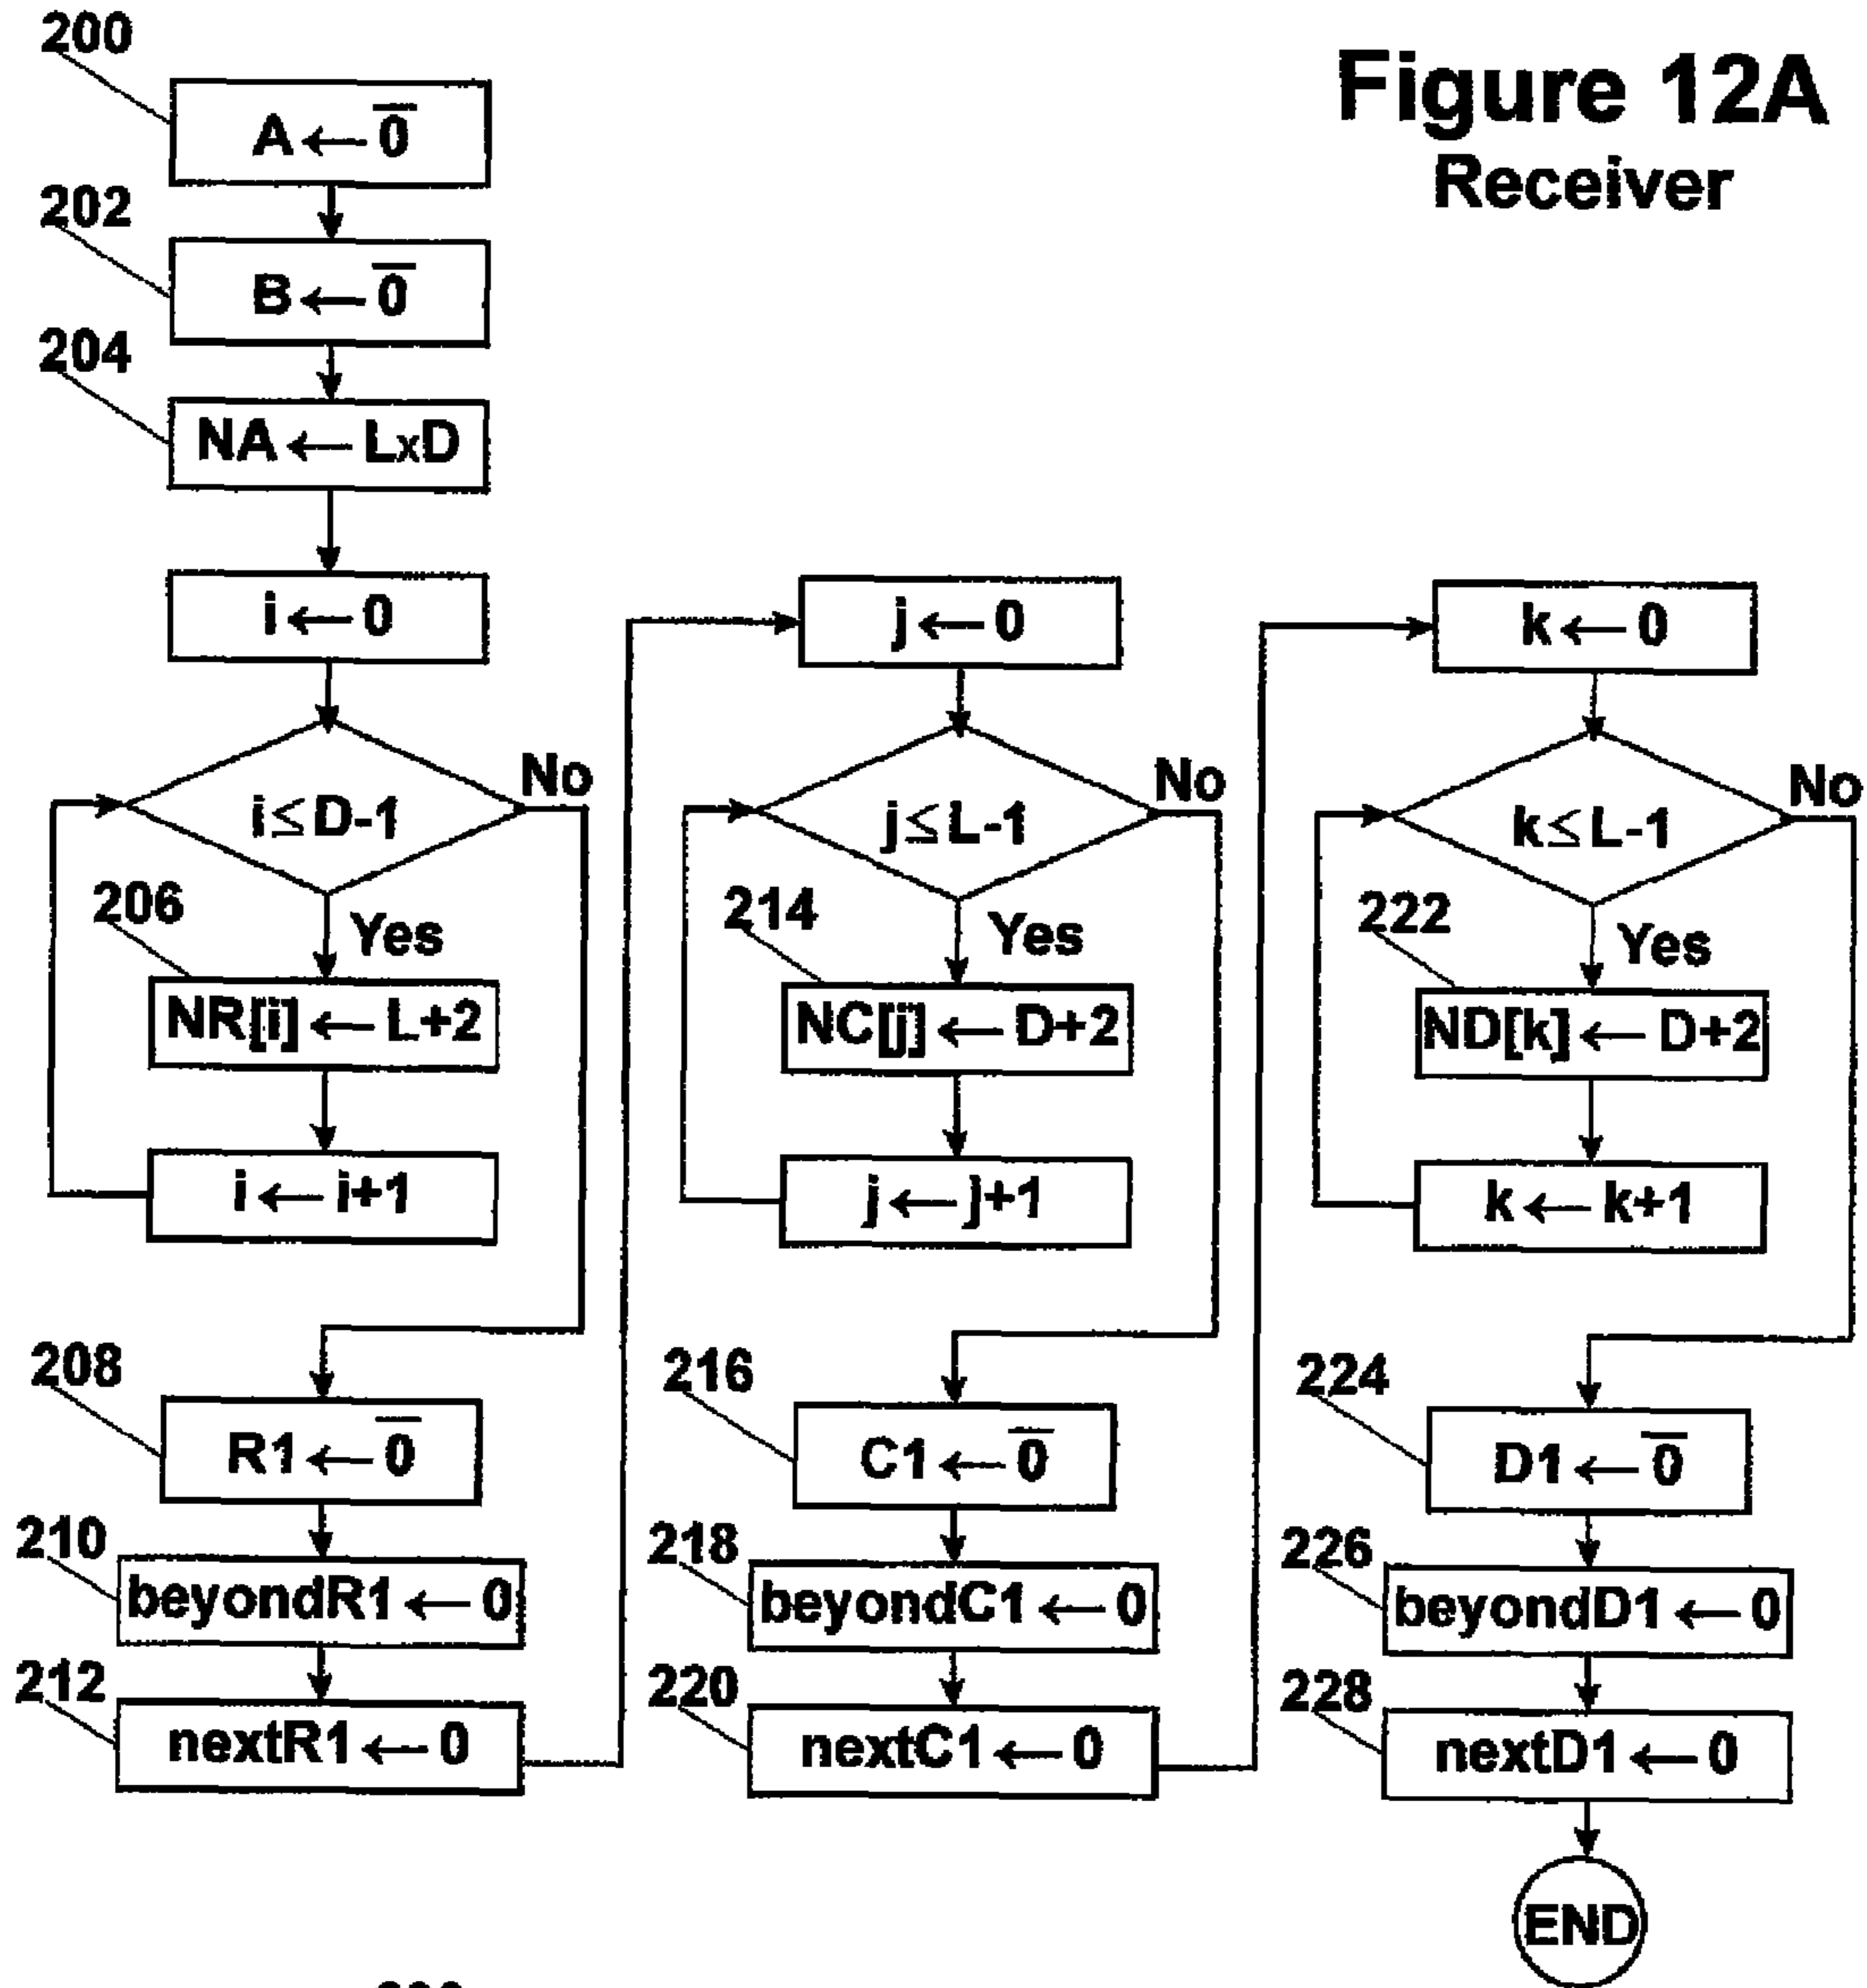 Figure 12A
Receiver
200
A ← 0̅
202
B ← 0̅
204
NA ← LxD
i ← 0
i ≤ D-1
No
Yes
206
NR[i] ← L+2
i ← i+1
208
R1 ← 0̅
210
beyondR1 ← 0
212
nextR1 ← 0
j ← 0
j ≤ L-1
No
Yes
214
NC[j] ← D+2
j ← j+1
216
C1 ← 0̅
218
beyondC1 ← 0
220
nextC1 ← 0
k ← 0
k ≤ L-1
No
Yes
222
ND[k] ← D+2
k ← k+1
224
D1 ← 0̅
226
beyondD1 ← 0
228
nextD1 ← 0
END